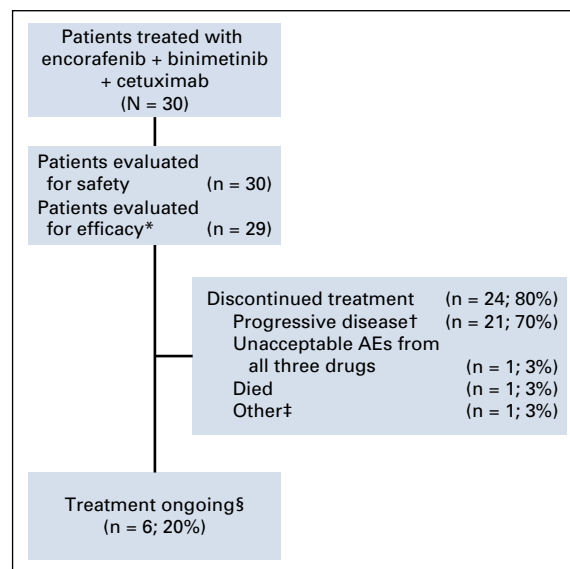 Patients treated with
encorafenib + binimetinib
+ cetuximab
(N = 30)
Patients evaluated
for safety (n = 30)
Patients evaluated
for efficacy* (n = 29)
Discontinued treatment (n = 24; 80%)
Progressive disease† (n = 21; 70%)
Unacceptable AEs from
all three drugs (n = 1; 3%)
Died (n = 1; 3%)
Other‡ (n = 1; 3%)
Treatment ongoing§
(n = 6; 20%)